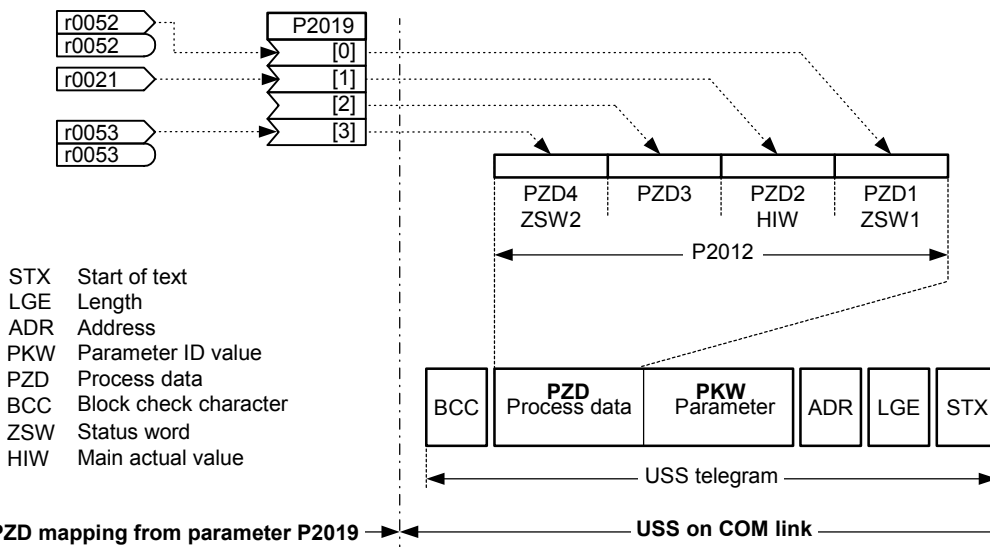 r0052
r0052
r0021
r0053
r0053
P2019
[0]
[1]
[2]
[3]
PZD4
ZSW2
PZD3
PZD2
HIW
PZD1
ZSW1
P2012
STX Start of text
LGE Length
ADR Address
PKW Parameter ID value
PZD Process data
BCC Block check character
ZSW Status word
HIW Main actual value
BCC
PZD
Process data
PKW
Parameter
ADR
LGE
STX
USS telegram
PZD mapping from parameter P2019
USS on COM link